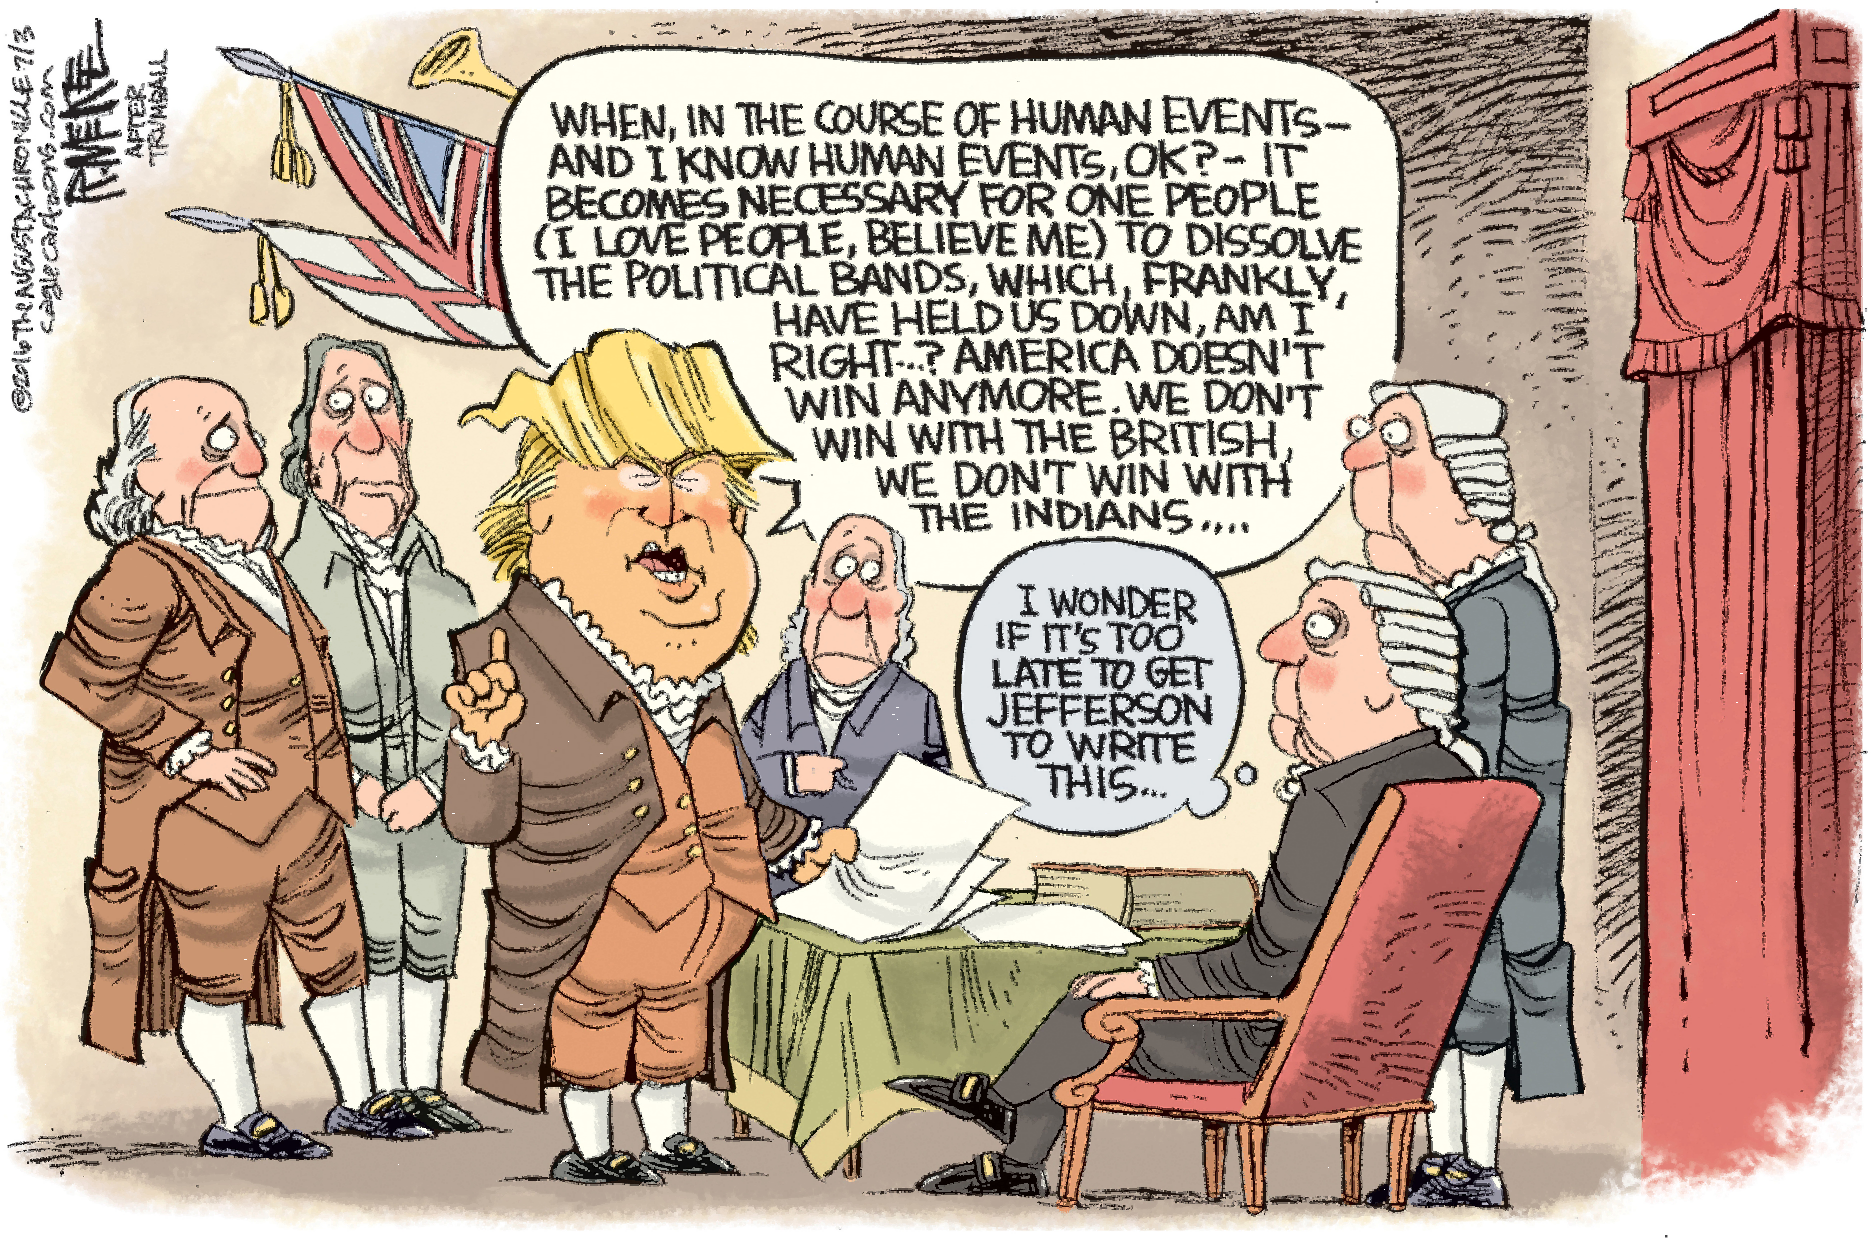 WHEN, IN THE COURSE OF HUMAN EVENTS—
AND I KNOW HUMAN EVENTS, OK?— IT
BECOMES NECESSARY FOR ONE PEOPLE
(I LOVE PEOPLE, BELIEVE ME) TO DISSOLVE
THE POLITICAL BANDS, WHICH, FRANKLY,
HAVE HELD US DOWN, AM I
RIGHT...? AMERICA DOESN'T
WIN ANYMORE. WE DON'T
WIN WITH THE BRITISH,
WE DON'T WIN WITH
THE INDIANS....
I WONDER
IF IT'S TOO
LATE TO GET
JEFFERSON
TO WRITE
THIS...
©2016 THE AUGUSTA CHRONICLE 7/3
caglecartoons.com
R.MCKEE
AFTER
TRUMBALL